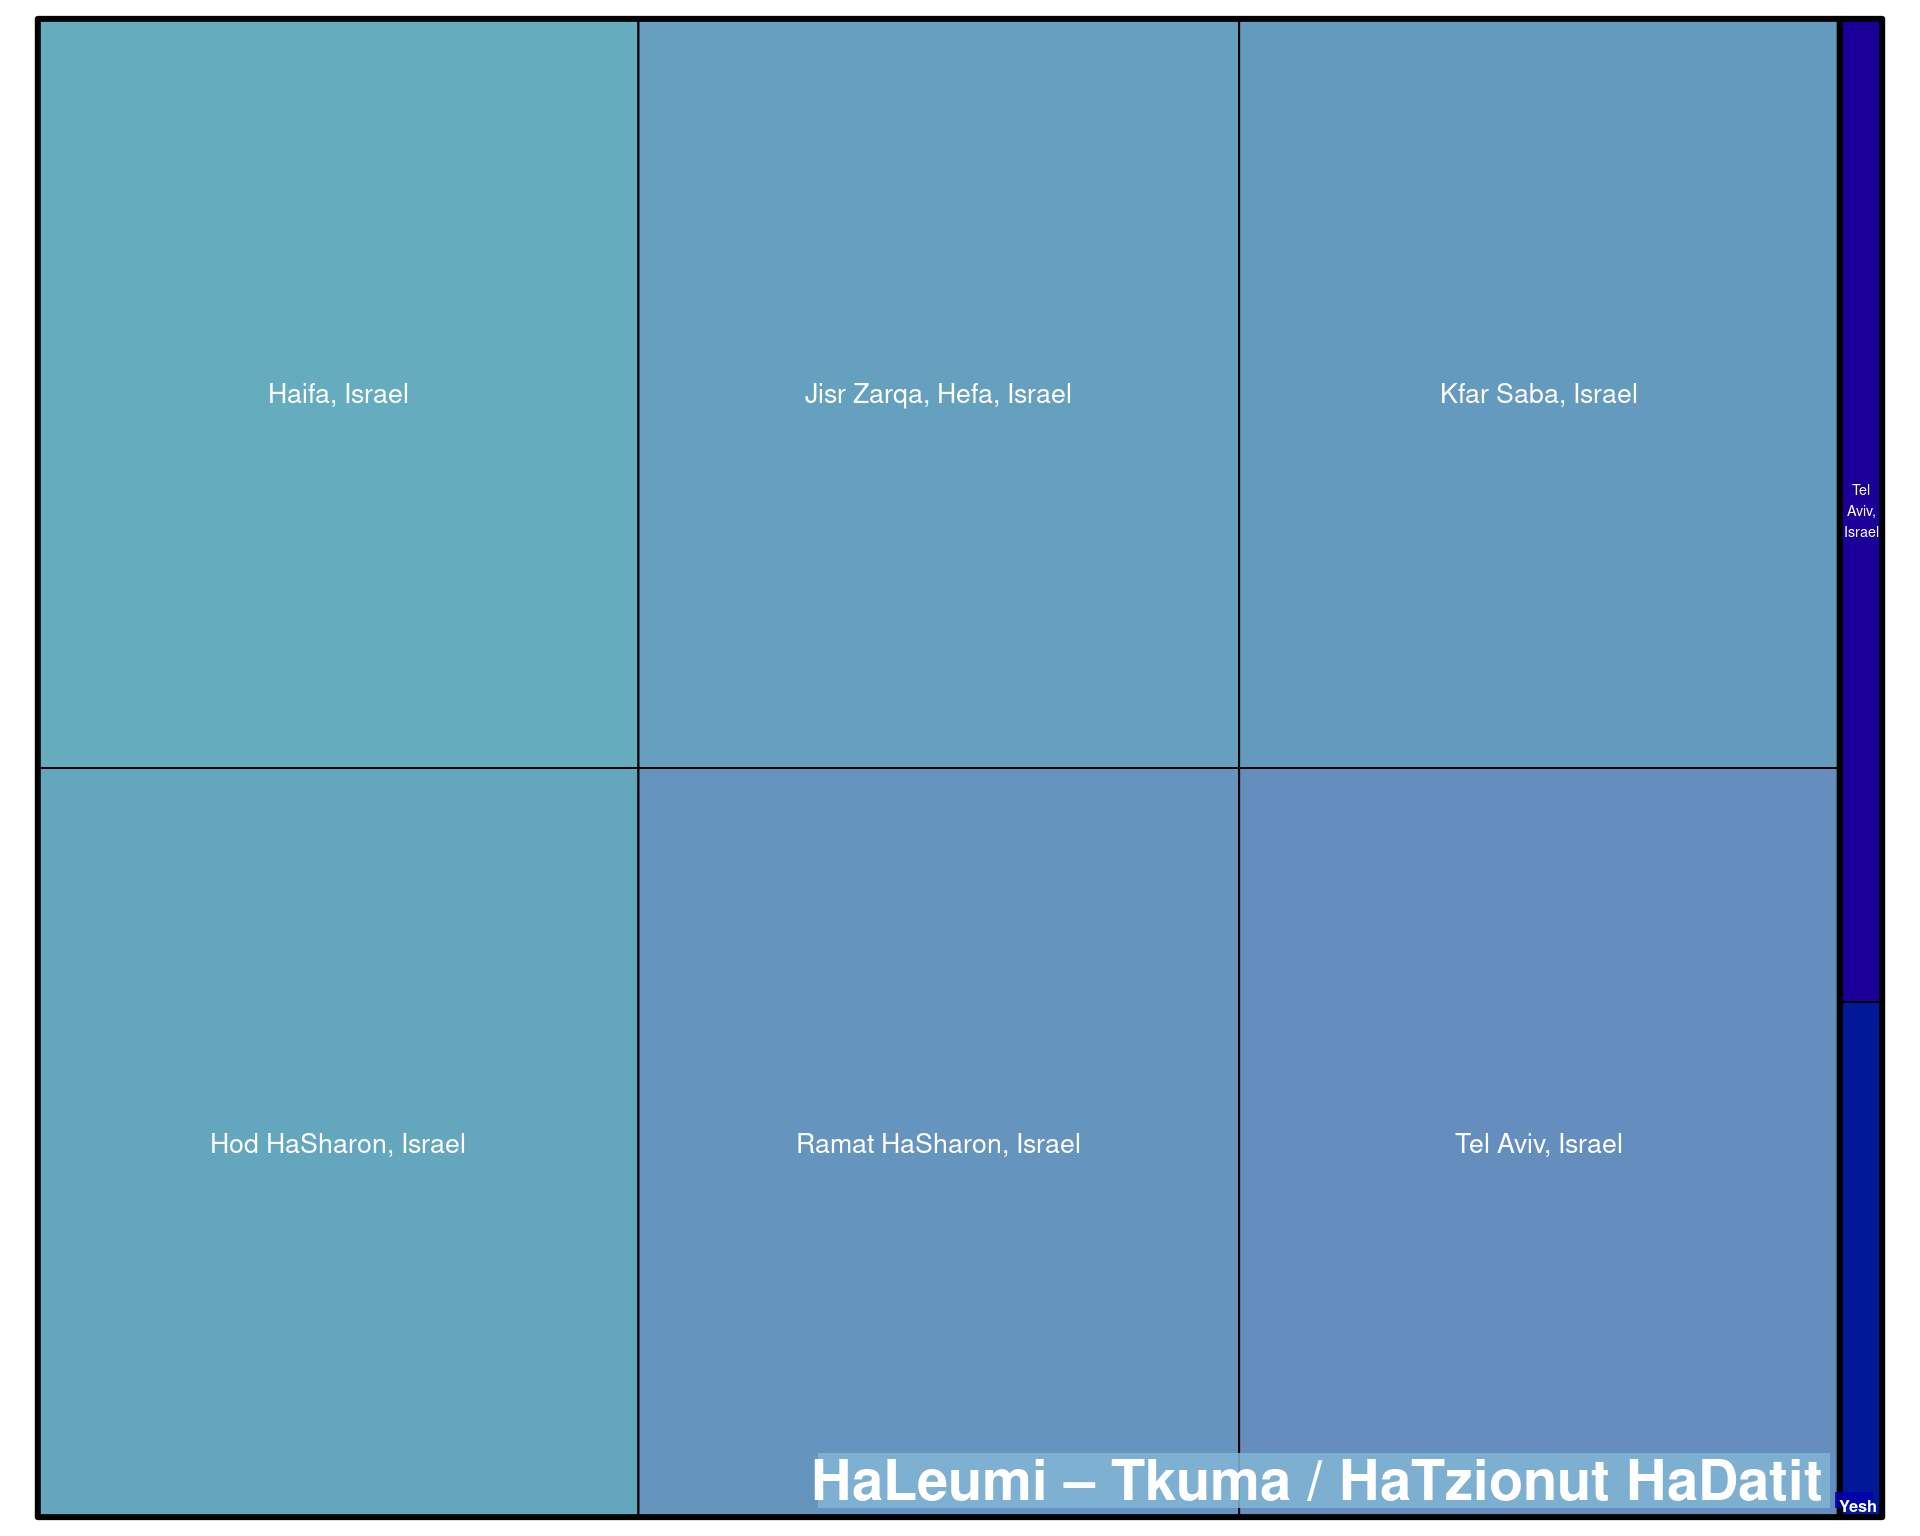 Haifa, Israel
Jisr Zarqa, Hefa, Israel
Kfar Saba, Israel
Tel
Aviv,
Israel
Hod HaSharon, Israel
Ramat HaSharon, Israel
Tel Aviv, Israel
HaLeumi – Tkuma / HaTzionut HaDatit
Yesh